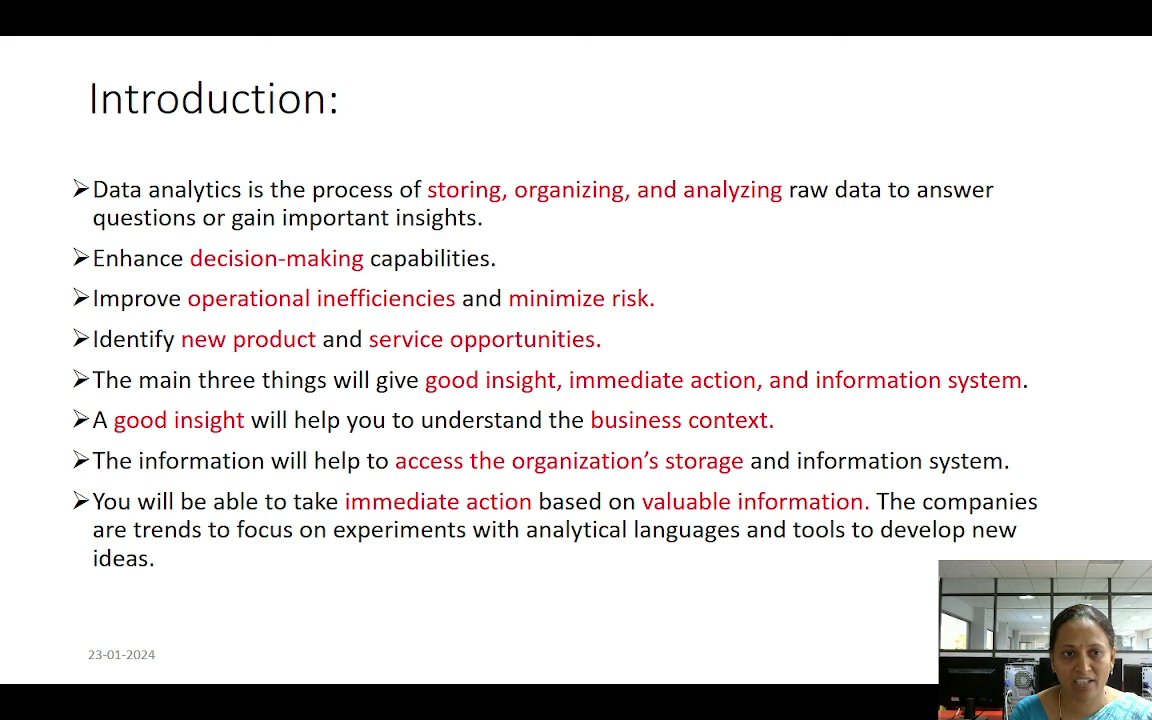 Introduction:
➢Data analytics is the process of storing, organizing, and analyzing raw data to answer
questions or gain important insights.
➢Enhance decision-making capabilities.
➢Improve operational inefficiencies and minimize risk.
➢Identify new product and service opportunities.
➢The main three things will give good insight, immediate action, and information system.
➢A good insight will help you to understand the business context.
➢The information will help to access the organization’s storage and information system.
➢You will be able to take immediate action based on valuable information. The companies
are trends to focus on experiments with analytical languages and tools to develop new
ideas.
23-01-2024